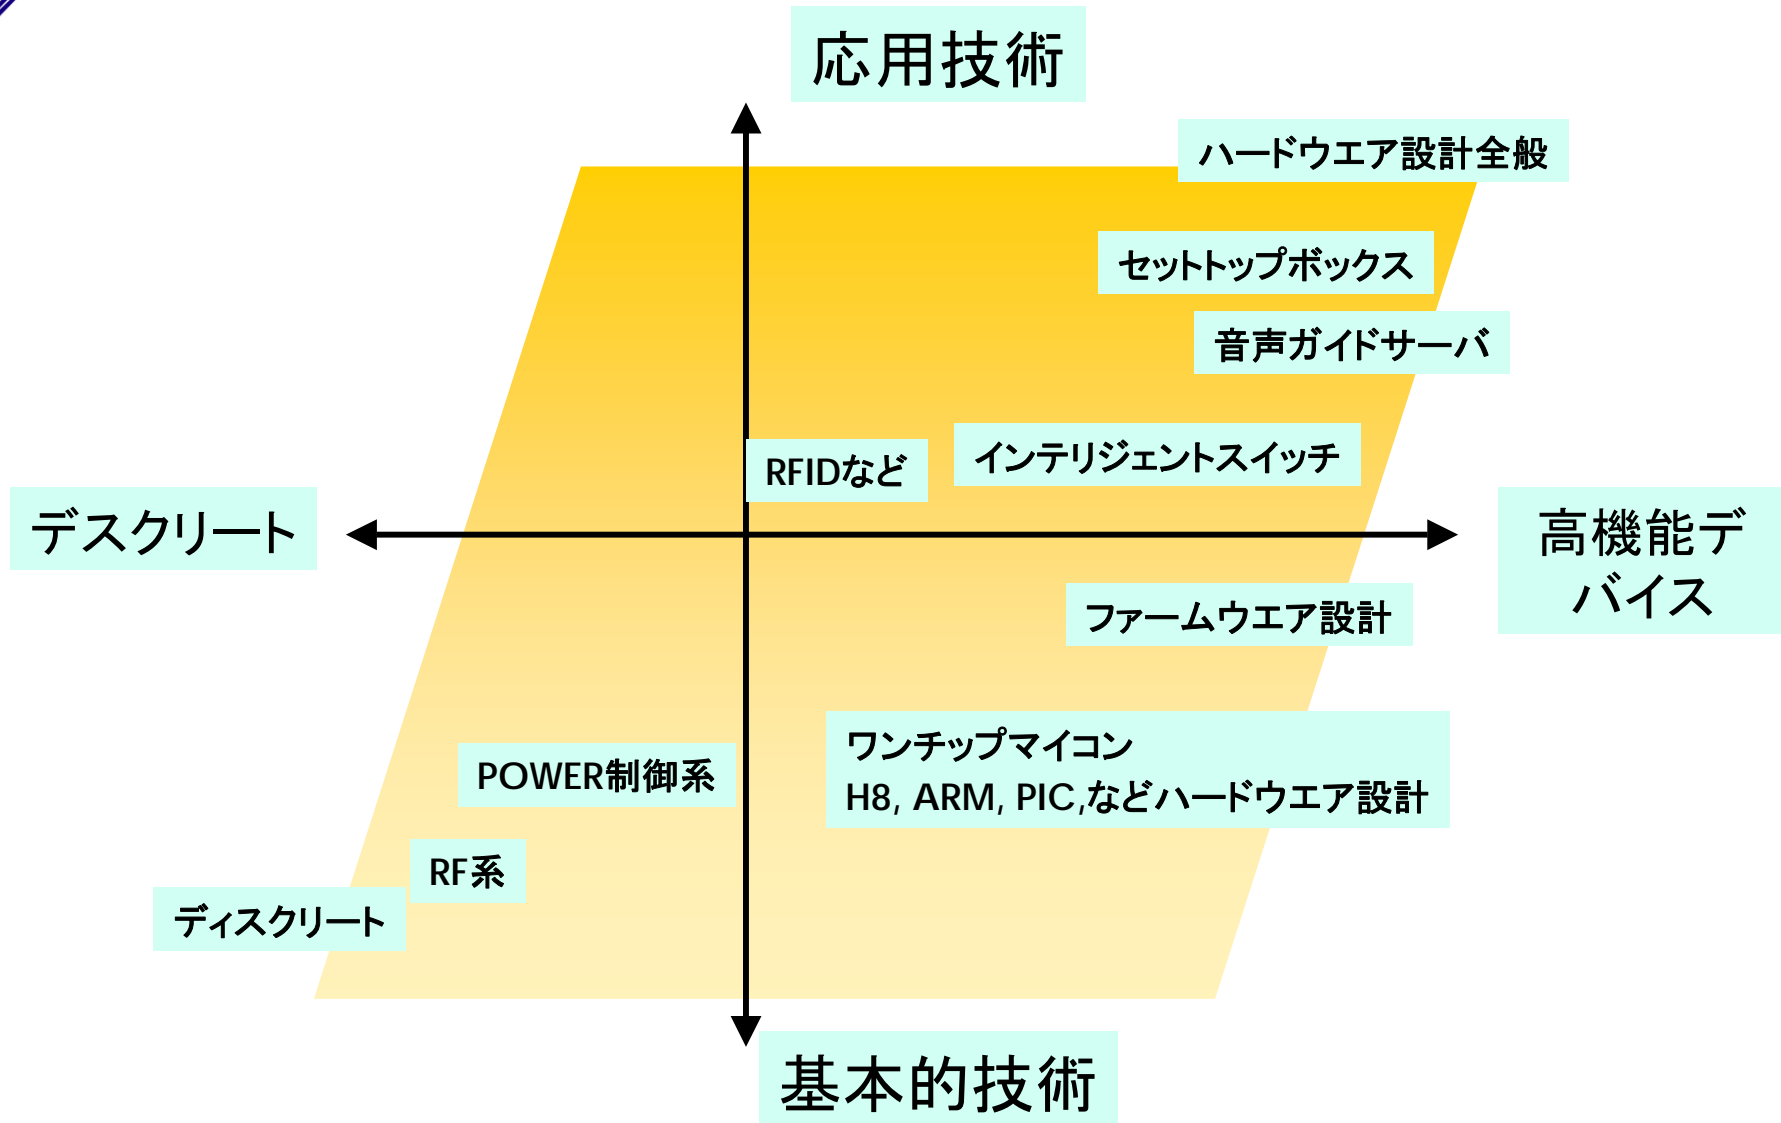 応用技術
ハードウエア設計全般
セットトップボックス
音声ガイドサーバ
インテリジェントスイッチ
RFIDなど
デスクリート
高機能デ
バイス
ファームウエア設計
ワンチップマイコン
H8, ARM, PIC,などハードウエア設計
POWER制御系
RF系
ディスクリート
基本的技術